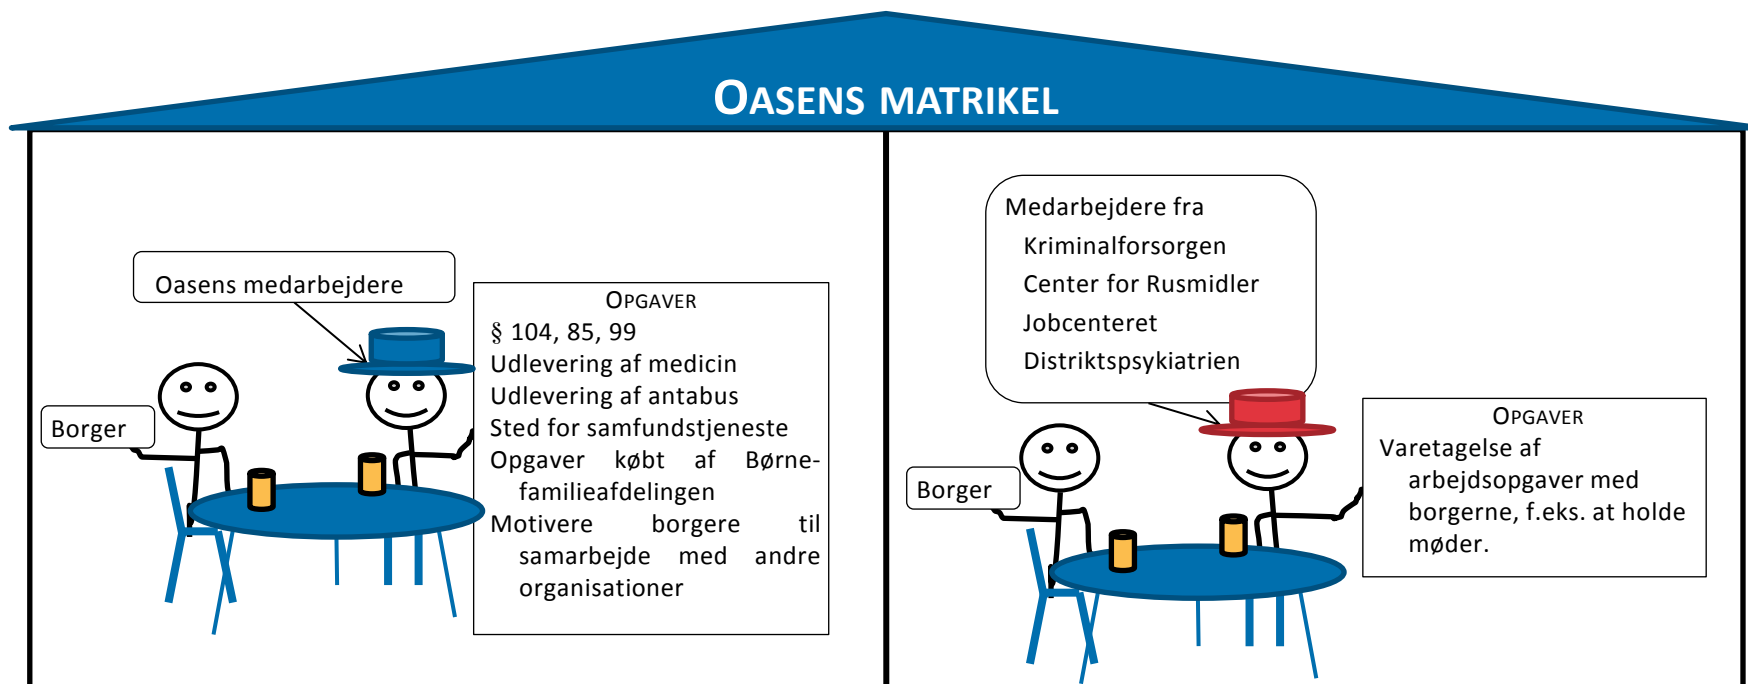 OASENS MATRIKEL
Oasens medarbejdere
Borger
OPGAVER
§ 104, 85, 99
Udlevering af medicin
Udlevering af antabus
Sted for samfundstjeneste
Opgaver købt af Børne-
familieafdelingen
Motivere borgere til
samarbejde med andre
organisationer
Medarbejdere fra
Kriminalforsorgen
Center for Rusmidler
Jobcenteret
Distriktspsykiatrien
Borger
OPGAVER
Varetagelse af
arbejdsopgaver med
borgerne, f.eks. at holde
møder.